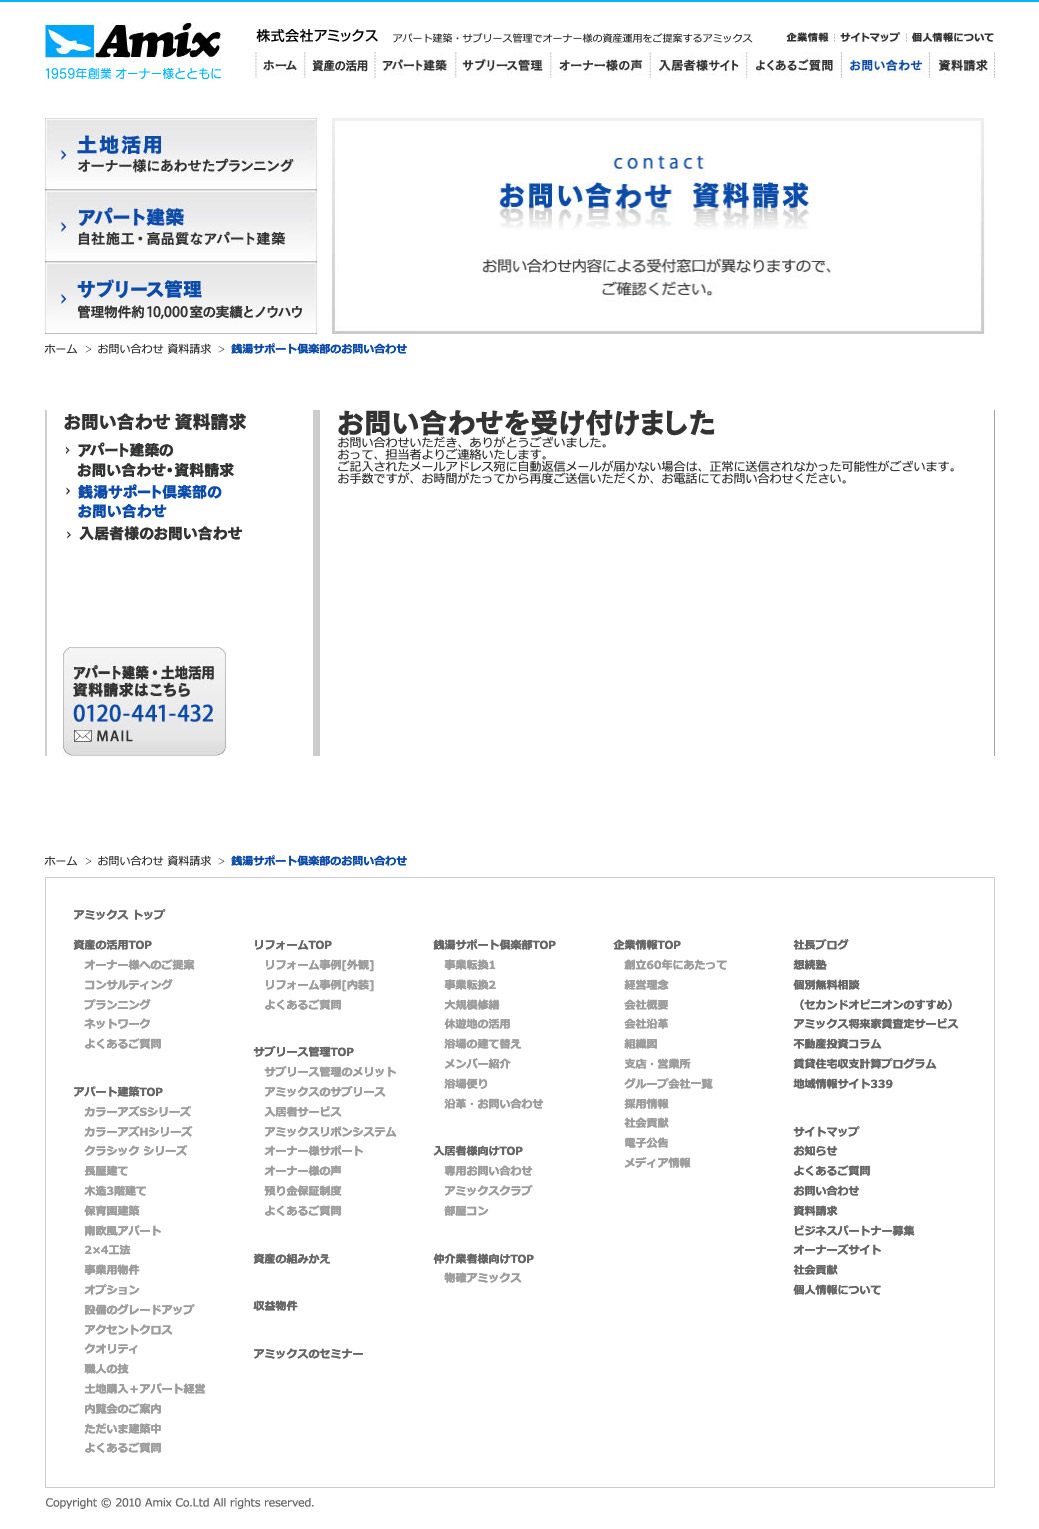 Amix
1959年創業 オーナー様とともに
株式会社アミックス アパート建築・サブリース管理でオーナー様の資産運用をご提案するアミックス 企業情報 サイトマップ 個人情報について
ホーム 資産の活用 アパート建築 サブリース管理 オーナー様の声 入居者様サイト よくあるご質問 お問い合わせ 資料請求
土地活用
オーナー様にあわせたプランニング
アパート建築
自社施工・高品質なアパート建築
サブリース管理
管理物件約10,000室の実績とノウハウ
contact
お問い合わせ 資料請求
お問い合わせ内容による受付窓口が異なりますので、
ご確認ください。
ホーム > お問い合わせ 資料請求 > 銭湯サポート倶楽部のお問い合わせ
お問い合わせ 資料請求
アパート建築の
お問い合わせ・資料請求
銭湯サポート倶楽部の
お問い合わせ
入居者様のお問い合わせ
アパート建築・土地活用
資料請求はこちら
0120-441-432
MAIL
お問い合わせを受け付けました
お問い合わせいただき、ありがとうございました。
おって、担当者よりご連絡いたします。
ご記入されたメールアドレス宛に自動返信メールが届かない場合は、正常に送信されなかった可能性がございます。
お手数ですが、お時間がたってから再度ご送信いただくか、お電話にてお問い合わせください。
ホーム > お問い合わせ 資料請求 > 銭湯サポート倶楽部のお問い合わせ
アミックス トップ
資産の活用TOP
オーナー様へのご提案
コンサルティング
プランニング
ネットワーク
よくあるご質問
アパート建築TOP
カラーアズSシリーズ
カラーアズHシリーズ
クラシック シリーズ
長屋建て
木造3階建て
保育園建築
南欧風アパート
2×4工法
事業用物件
オプション
設備のグレードアップ
アクセントクロス
クオリティ
職人の技
土地購入＋アパート経営
内覧会のご案内
ただいま建築中
よくあるご質問
リフォームTOP
リフォーム事例[外観]
リフォーム事例[内装]
よくあるご質問
サブリース管理TOP
サブリース管理のメリット
アミックスのサブリース
入居者サービス
アミックスリボンシステム
オーナー様サポート
オーナー様の声
預り金保証制度
よくあるご質問
資産の組みかえ
収益物件
アミックスのセミナー
銭湯サポート倶楽部TOP
事業転換1
事業転換2
大規模修繕
休遊地の活用
浴場の建て替え
メンバー紹介
浴場便り
沿革・お問い合わせ
入居者様向けTOP
専用お問い合わせ
アミックスクラブ
部屋コン
仲介業者様向けTOP
物確アミックス
企業情報TOP
創立60年にあたって
経営理念
会社概要
会社沿革
組織図
支店・営業所
グループ会社一覧
採用情報
社会貢献
電子公告
メディア情報
社長ブログ
想続塾
個別無料相談
（セカンドオピニオンのすすめ）
アミックス将来家賃査定サービス
不動産投資コラム
賃貸住宅収支計算プログラム
地域情報サイト339
サイトマップ
お知らせ
よくあるご質問
お問い合わせ
資料請求
ビジネスパートナー募集
オーナーズサイト
社会貢献
個人情報について
Copyright © 2010 Amix Co.Ltd All rights reserved.